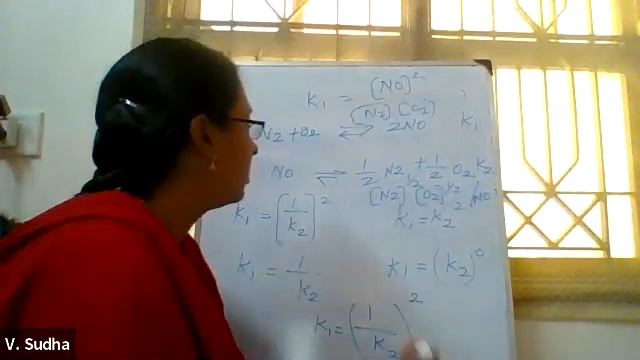 K₁ = [NO]²
[N₂] [O₂]
N₂ + O₂ ⇌ 2NO K₁
NO ⇌ 1/2 N₂ + 1/2 O₂ K₂
[N₂]^1/2 [O₂]^1/2 / NO
K₁ = [1/K₂]² K₁ = K₂
K₁ = 1/K₂ K₁ = (K₂)⁰
K₁ = (1/K₂)²
V. Sudha